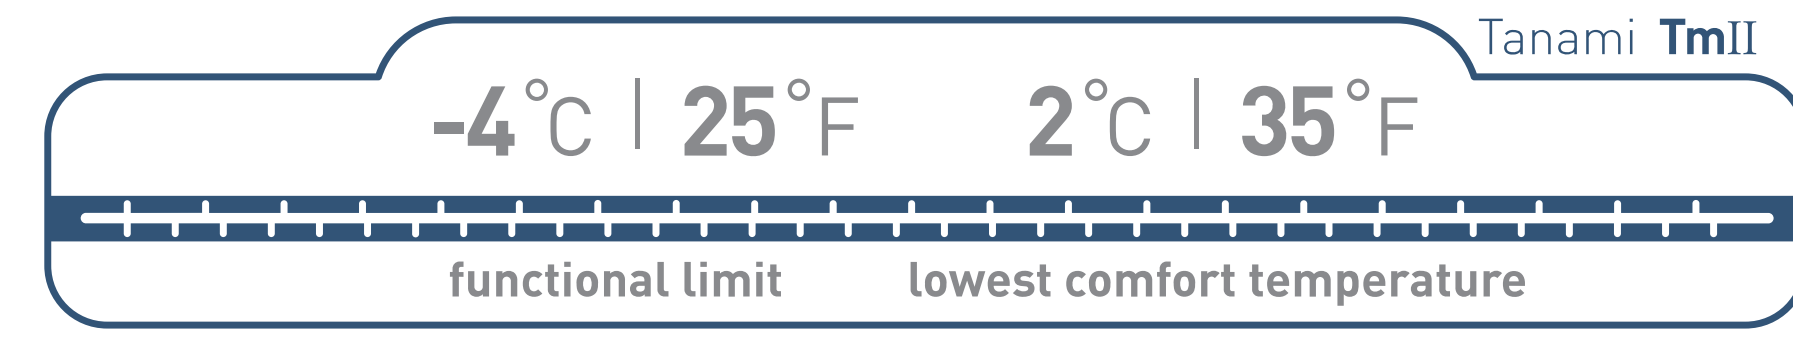 Tanami TmII
-4°C | 25°F 2°C | 35°F
functional limit lowest comfort temperature